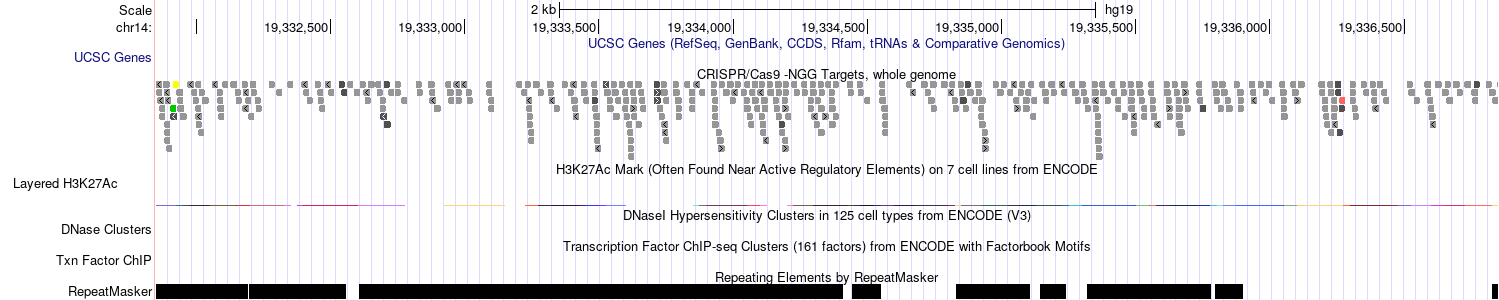 Scale 2 kb hg19
chr14: 19,332,500 19,333,000 19,333,500 19,334,000 19,334,500 19,335,000 19,335,500 19,336,000 19,336,500
UCSC Genes (RefSeq, GenBank, CCDS, Rfam, tRNAs & Comparative Genomics)
UCSC Genes
CRISPR/Cas9 -NGG Targets, whole genome
H3K27Ac Mark (Often Found Near Active Regulatory Elements) on 7 cell lines from ENCODE
Layered H3K27Ac
DNaseI Hypersensitivity Clusters in 125 cell types from ENCODE (V3)
DNase Clusters
Transcription Factor ChIP-seq Clusters (161 factors) from ENCODE with Factorbook Motifs
Txn Factor ChIP
Repeating Elements by RepeatMasker
RepeatMasker